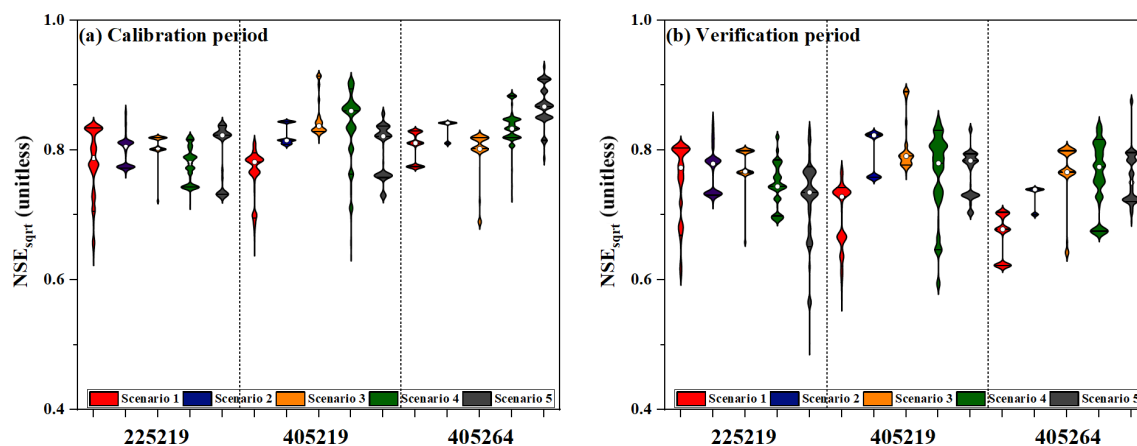 (a) Calibration period
NSEsqrt (unitless)
1.0
0.8
0.6
0.4
Scenario 1 Scenario 2 Scenario 3 Scenario 4 Scenario 5
225219 405219 405264
(b) Verification period
NSEsqrt (unitless)
1.0
0.8
0.6
0.4
Scenario 1 Scenario 2 Scenario 3 Scenario 4 Scenario 5
225219 405219 405264